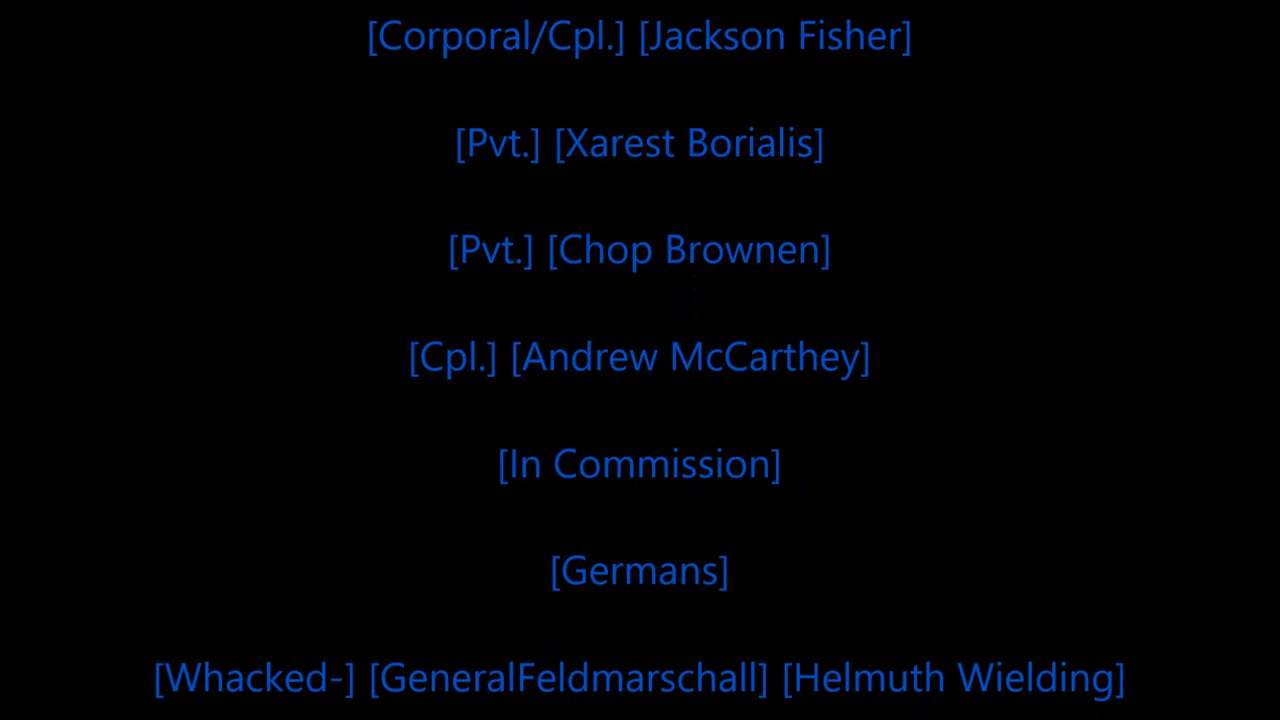 [Corporal/Cpl.] [Jackson Fisher]
[Pvt.] [Xarest Borialis]
[Pvt.] [Chop Brownen]
[Cpl.] [Andrew McCarthey]
[In Commission]
[Germans]
[Whacked-] [GeneralFeldmarschall] [Helmuth Wielding]